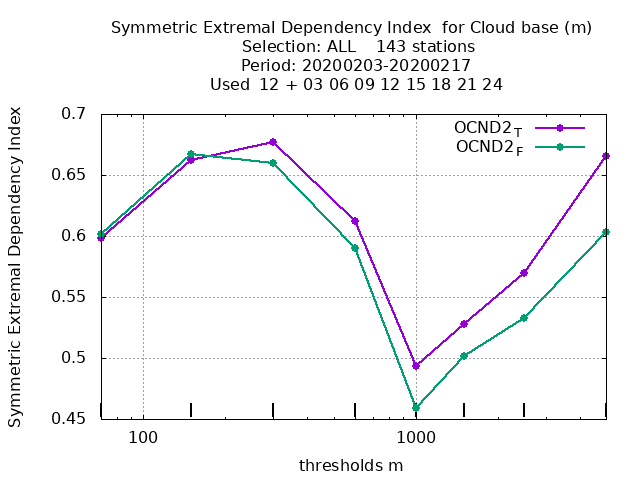 Symmetric Extremal Dependency Index  for Cloud base (m)
Selection: ALL    143 stations
Period: 20200203-20200217
Used  12 + 03 06 09 12 15 18 21 24
Symmetric Extremal Dependency Index
0.7
0.65
0.6
0.55
0.5
0.45
OCND2T
OCND2F
100
1000
thresholds m